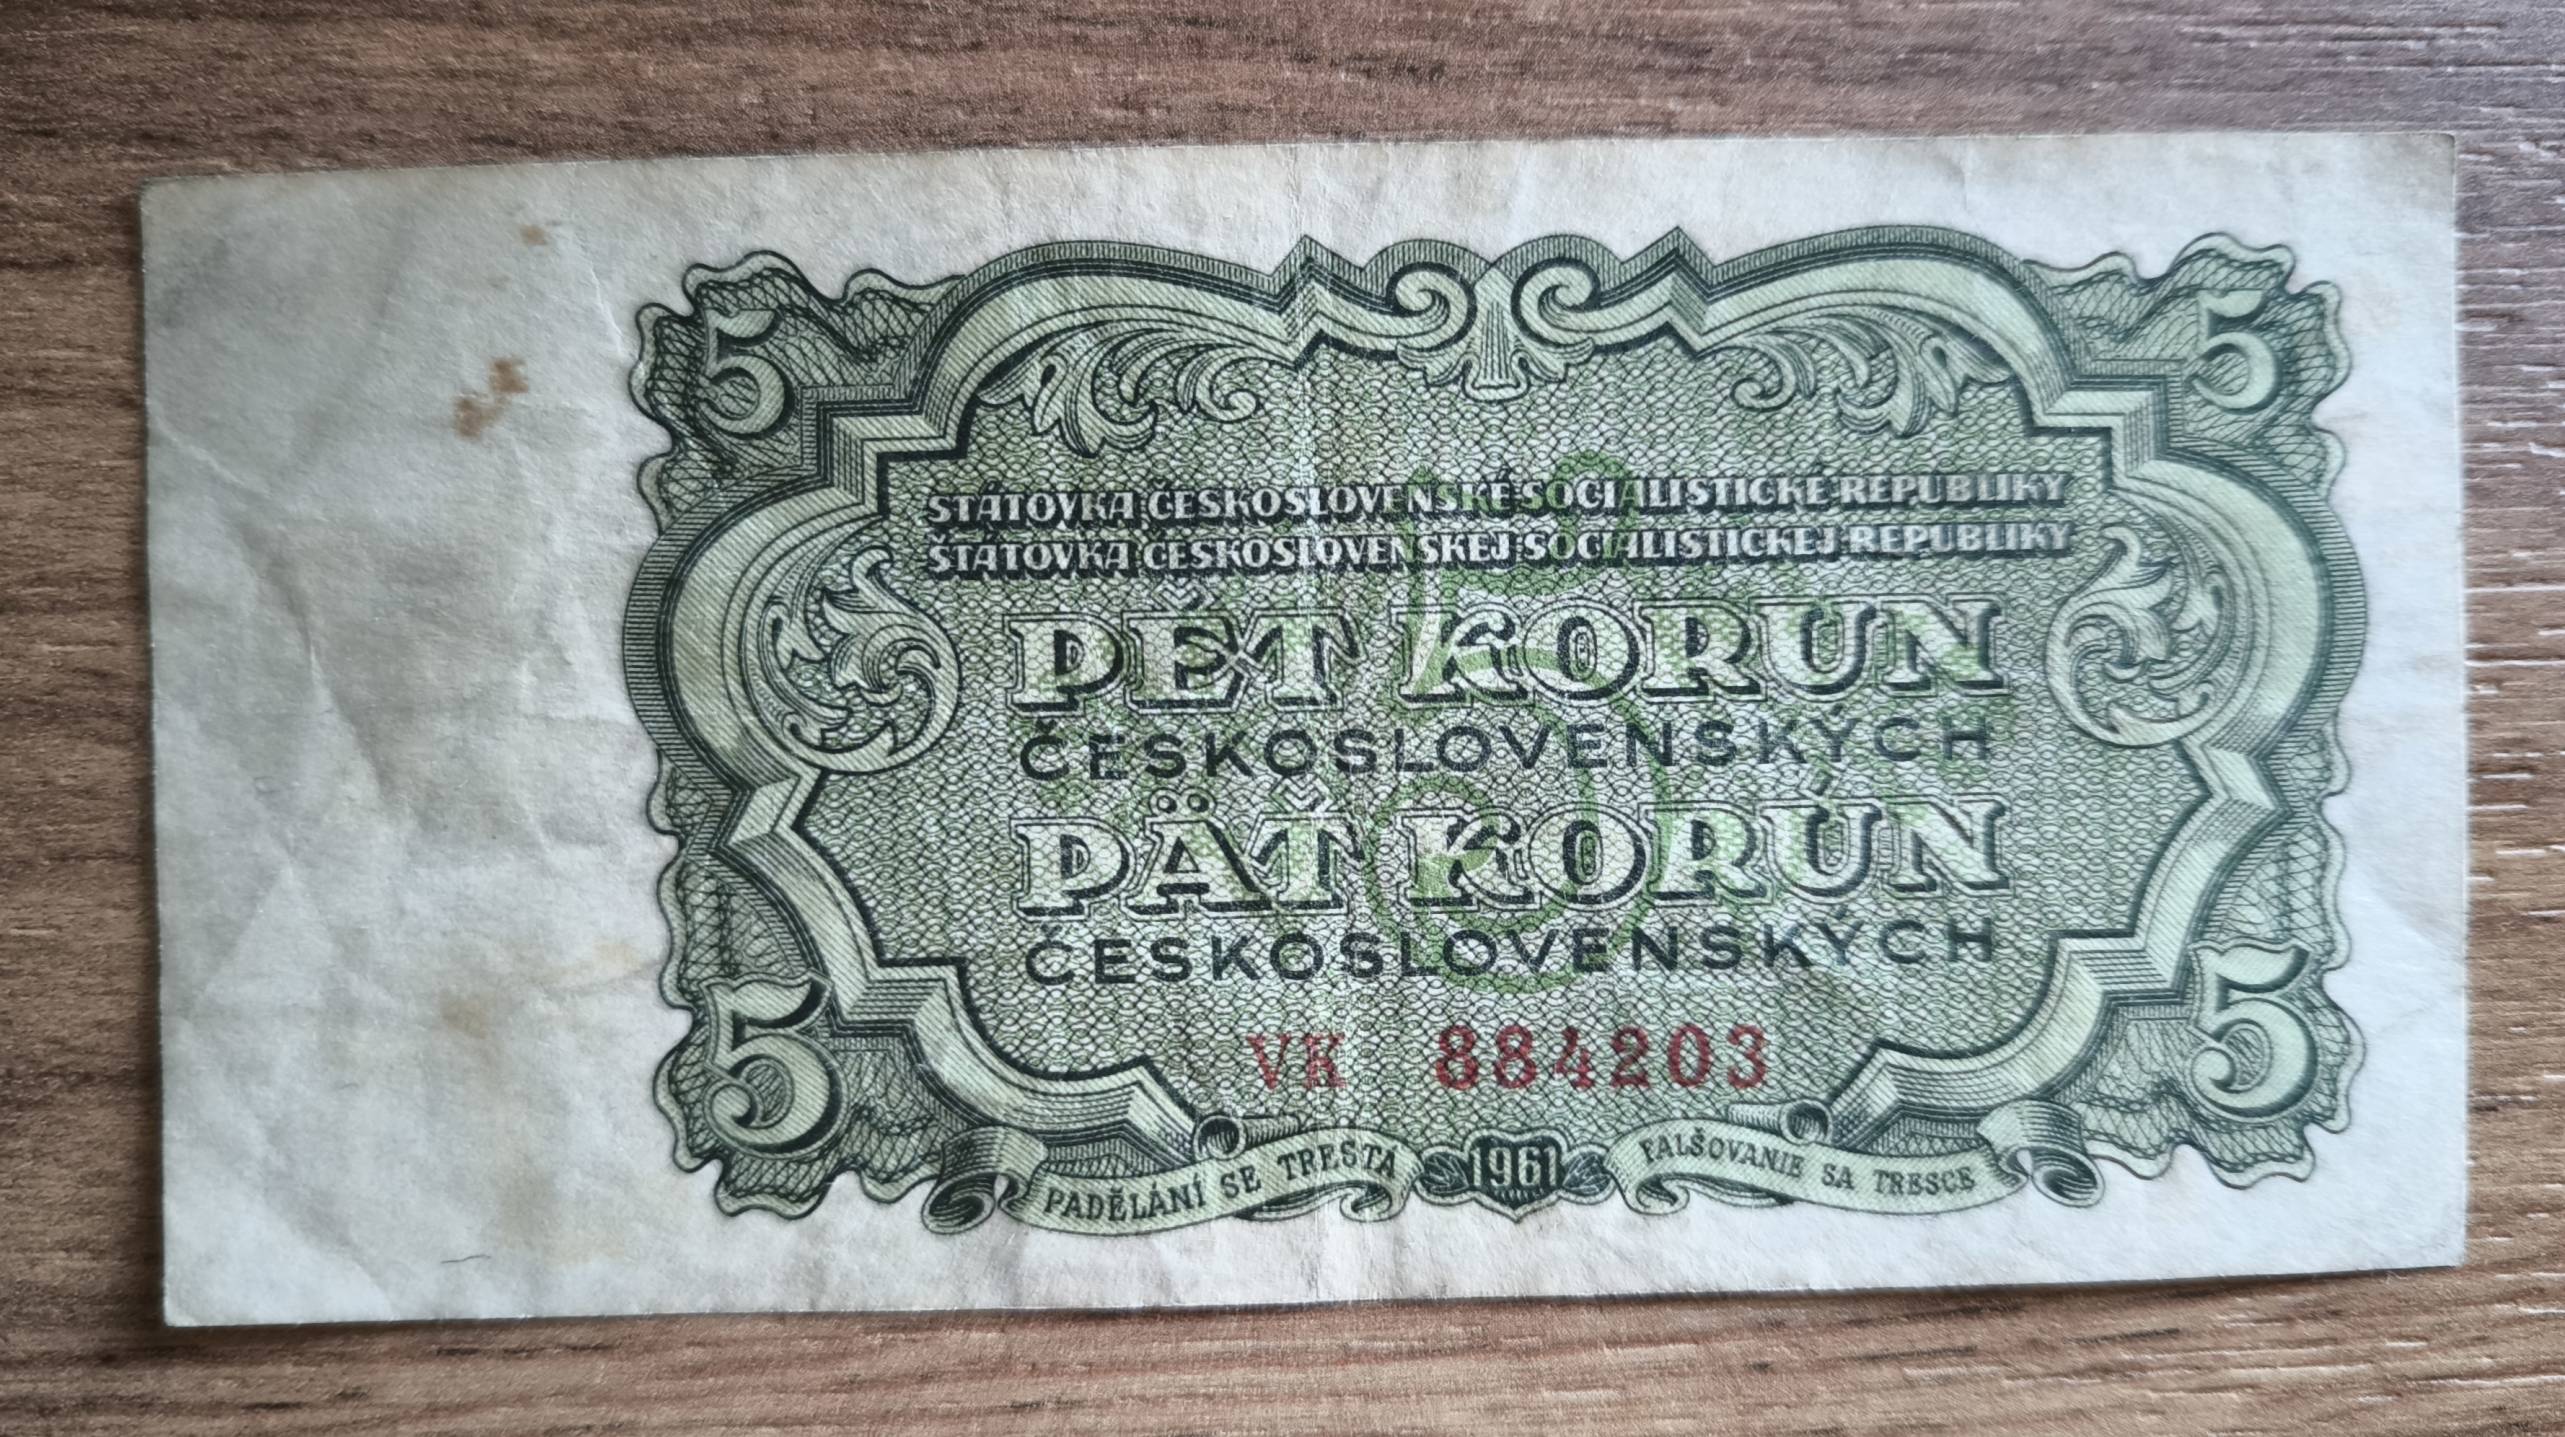 5 5
STÁTOVKA ČESKOSLOVENSKÉ SOCIALISTICKÉ REPUBLIKY
ŠTÁTOVKA ČESKOSLOVENSKEJ SOCIALISTICKEJ REPUBLIKY
PĚT KORUN
ČESKOSLOVENSKÝCH
PÄŤ KORÚN
ČESKOSLOVENSKÝCH
5 5
VK 884203
PADĚLÁNÍ SE TRESTÁ 1961 FALŠOVANIE SA TRESCE